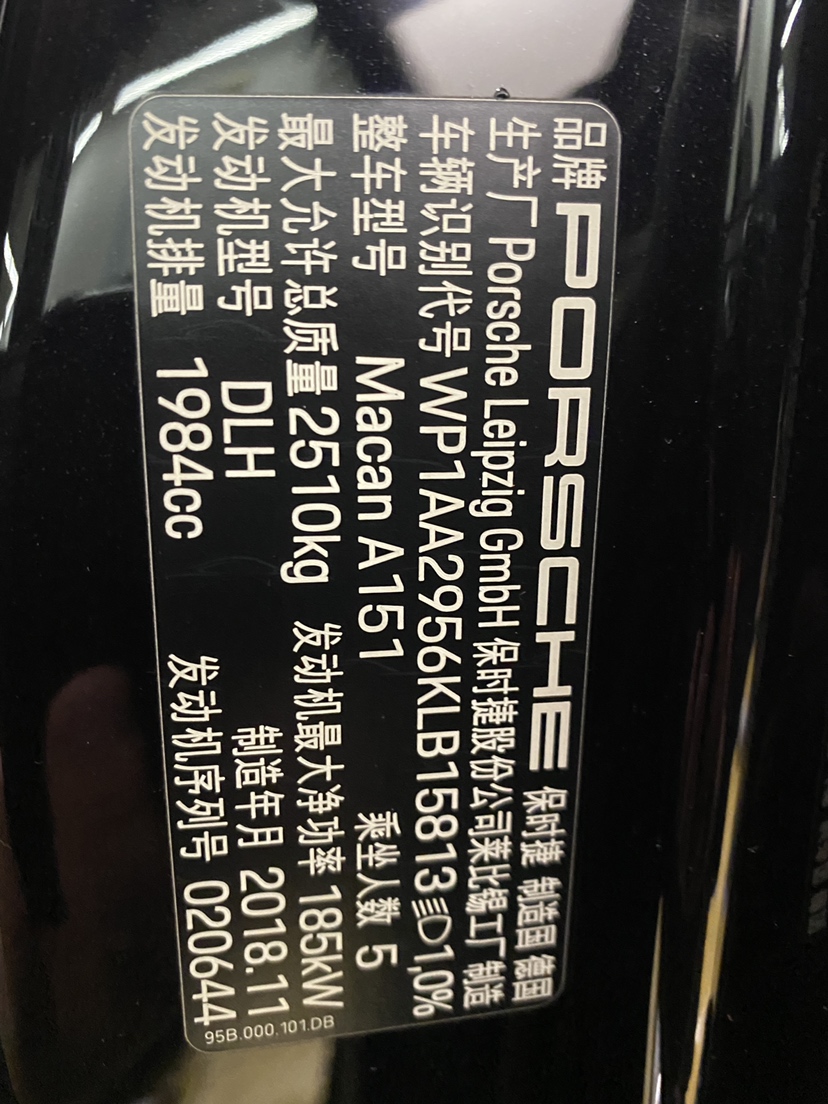 品牌 PORSCHE 保时捷 制造国 德国
生产厂 Porsche Leipzig GmbH 保时捷股份公司莱比锡工厂 制造
车辆识别代号 WP1AA2956KLB15813 1,0%
整车型号 Macan A151 乘坐人数 5
最大允许总质量 2510kg 发动机最大净功率 185kW
发动机型号 DLH 制造年月 2018.11
发动机排量 1984cc 发动机序列号 020644
95B.000.101.DB